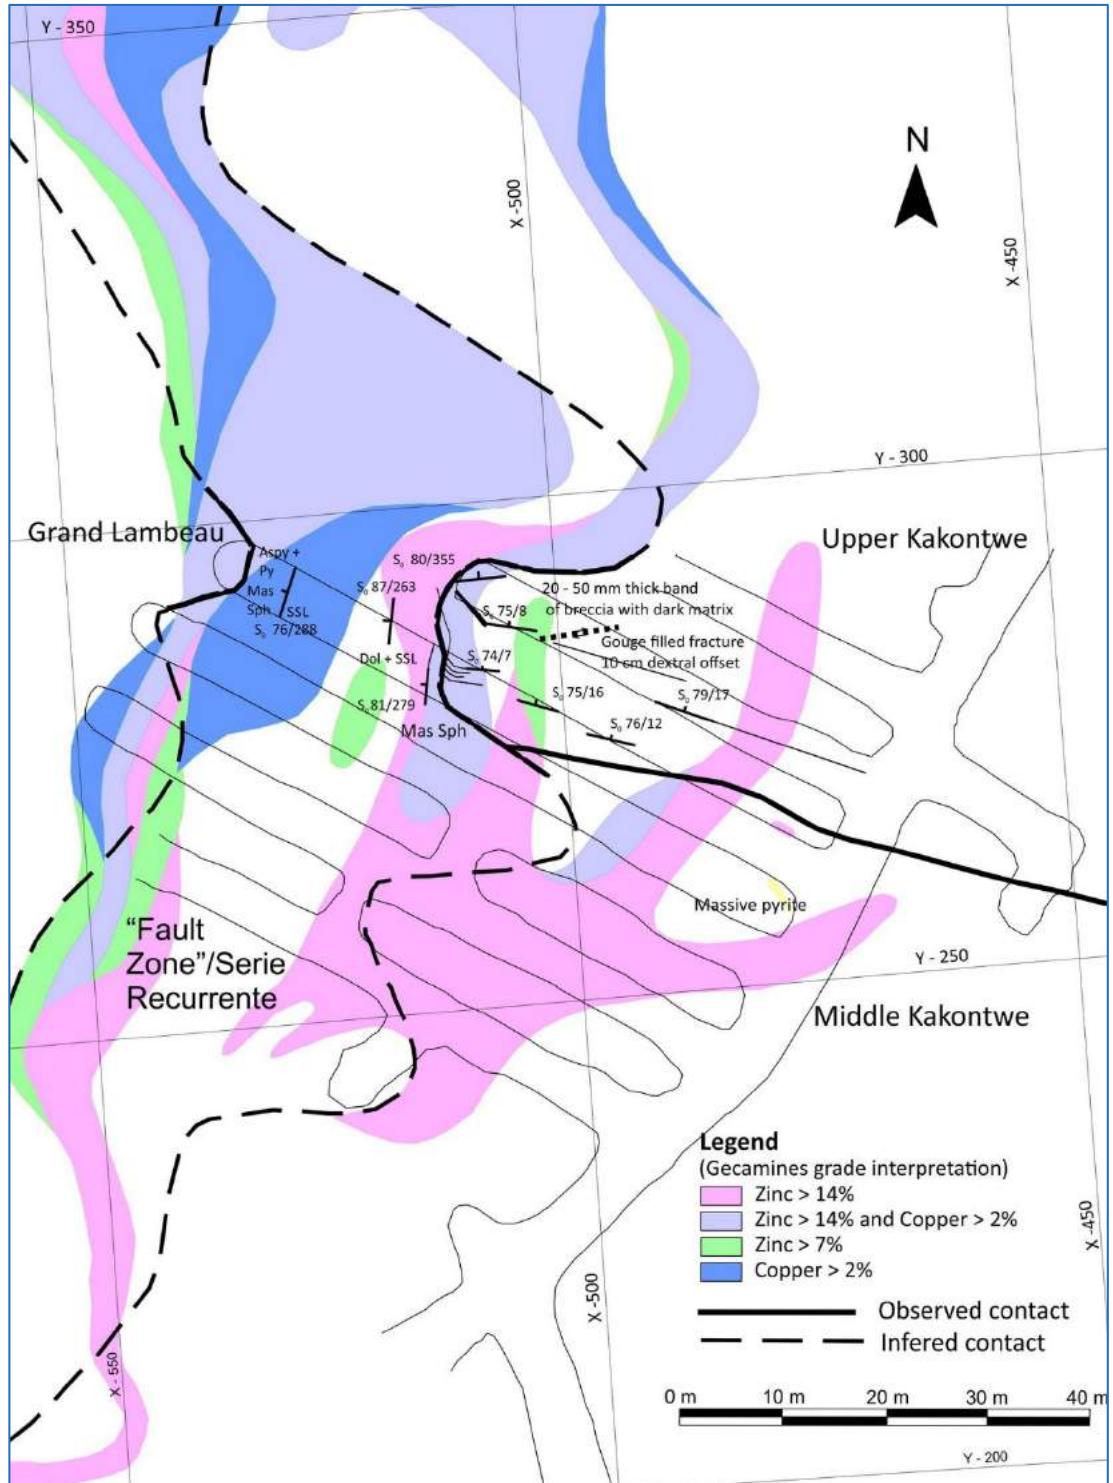 Y - 350
N
X -500
X -450
Y - 300
Grand Lambeau
Upper Kakontwe
Aspy +
Py
Mas
Sph
SSL
S₀ 76/288
S₀ 87/263
S₀ 80/355
20 - 50 mm thick band
of breccia with dark matrix
S₀ 75/8
Gouge filled fracture
10 cm dextral offset
Dol + SSL
S₀ 74/7
S₀ 81/279
S₀ 75/16
S₀ 79/17
Mas Sph
S₀ 76/12
Massive pyrite
"Fault
Zone"/Serie
Recurrente
Y - 250
Middle Kakontwe
Legend
(Gecamines grade interpretation)
Zinc > 14%
Zinc > 14% and Copper > 2%
Zinc > 7%
Copper > 2%
X -450
X -500
Observed contact
Infered contact
X - 550
0 m 10 m 20 m 30 m 40 m
Y - 200